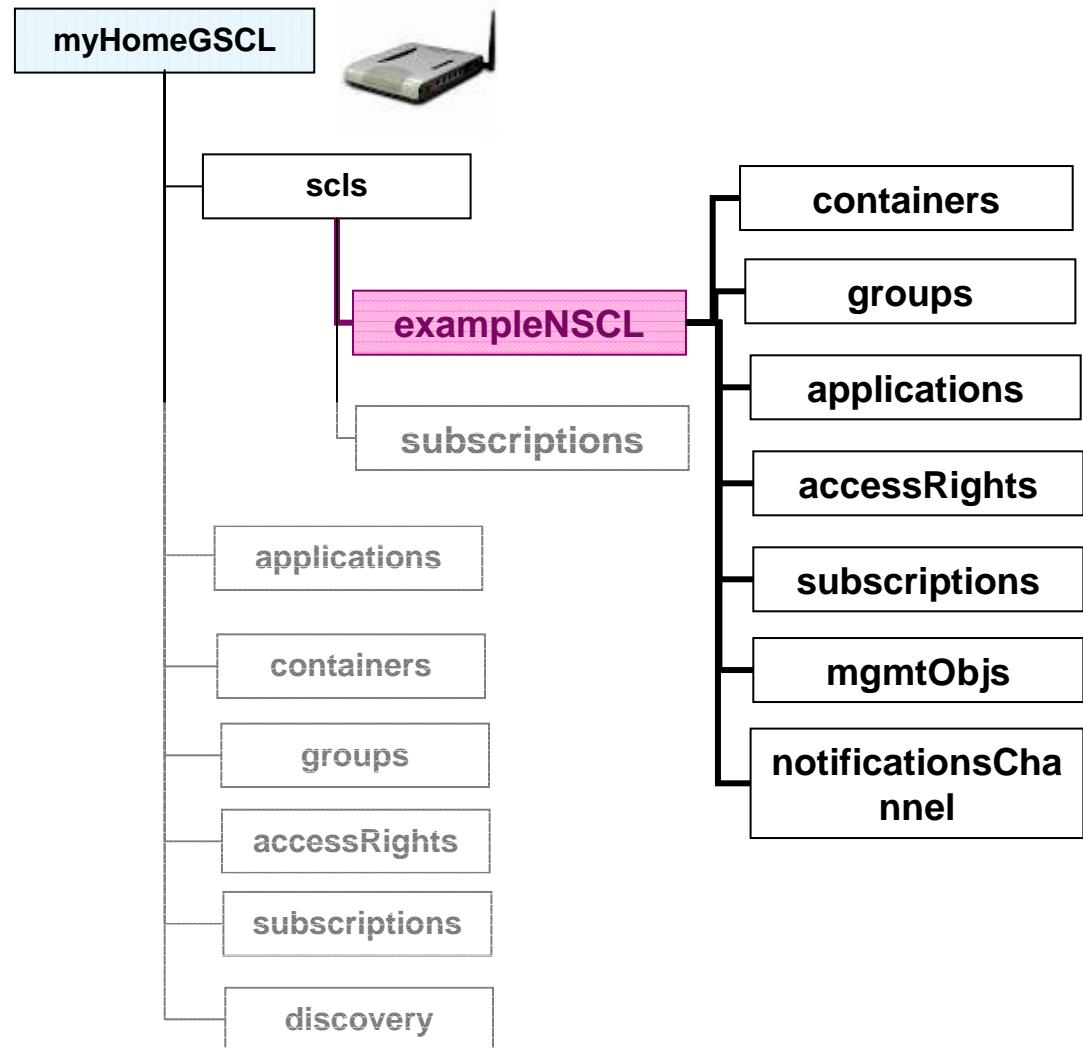 myHomeGSCL
scls
exampleNSCL
subscriptions
applications
containers
groups
accessRights
subscriptions
discovery
containers
groups
applications
accessRights
subscriptions
mgmtObjs
notificationsCha
nnel